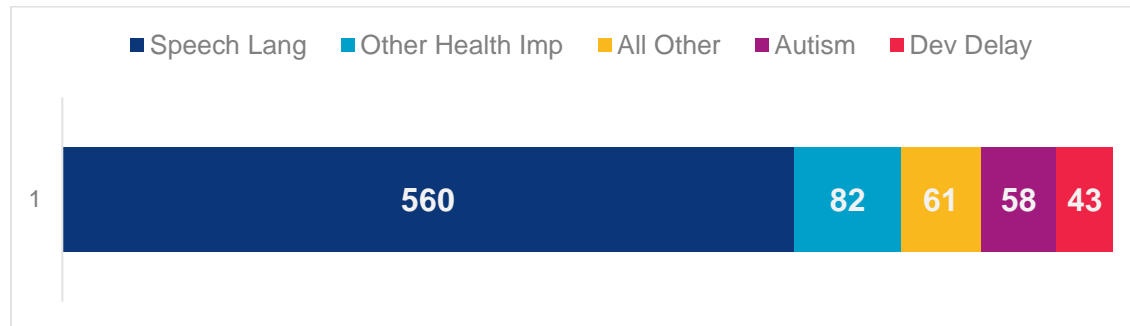 Speech Lang Other Health Imp All Other Autism Dev Delay
1 560 82 61 58 43